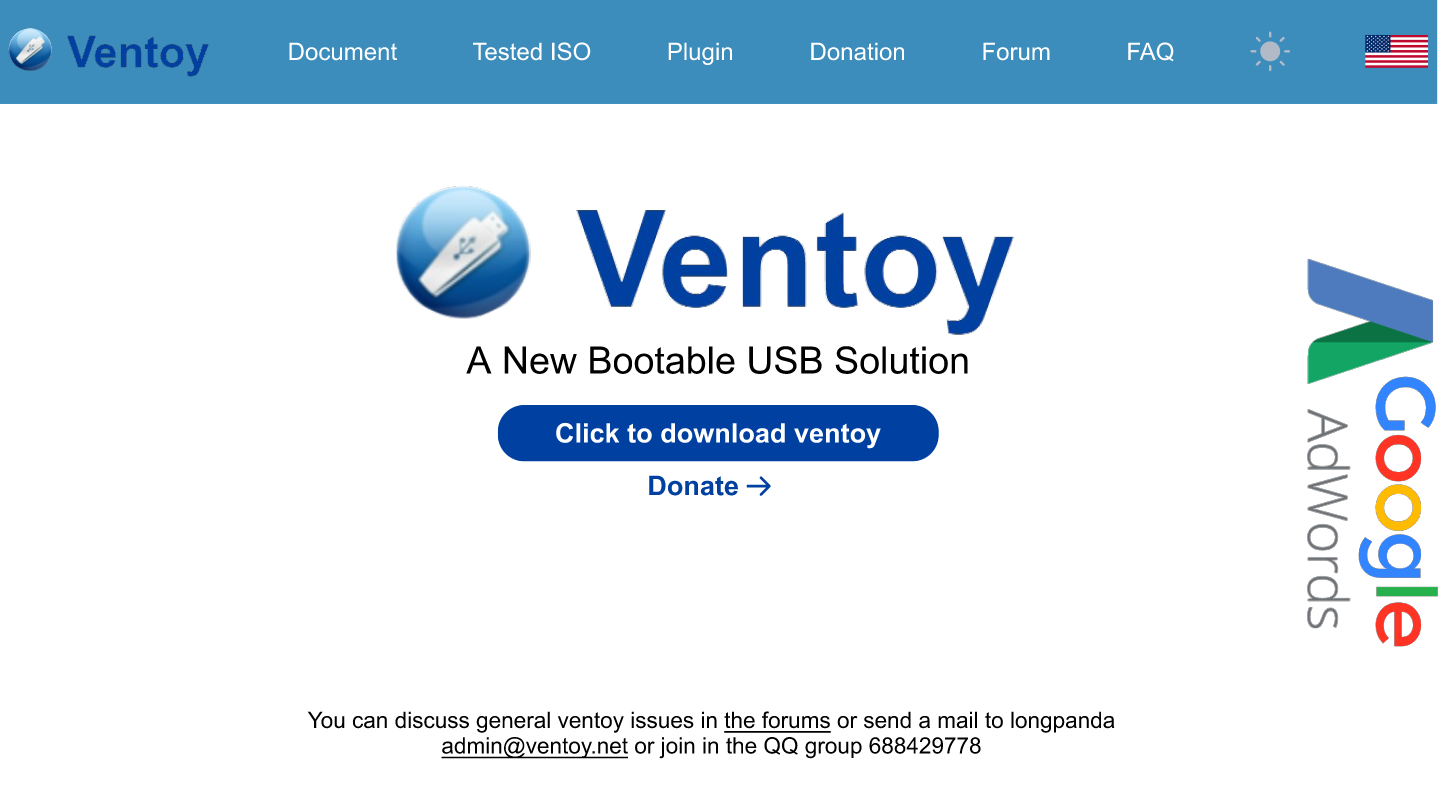 Ventoy
Document
Tested ISO
Plugin
Donation
Forum
FAQ
Ventoy
A New Bootable USB Solution
Click to download ventoy
Donate →
Google
AdWords
You can discuss general ventoy issues in the forums or send a mail to longpanda
admin@ventoy.net or join in the QQ group 688429778